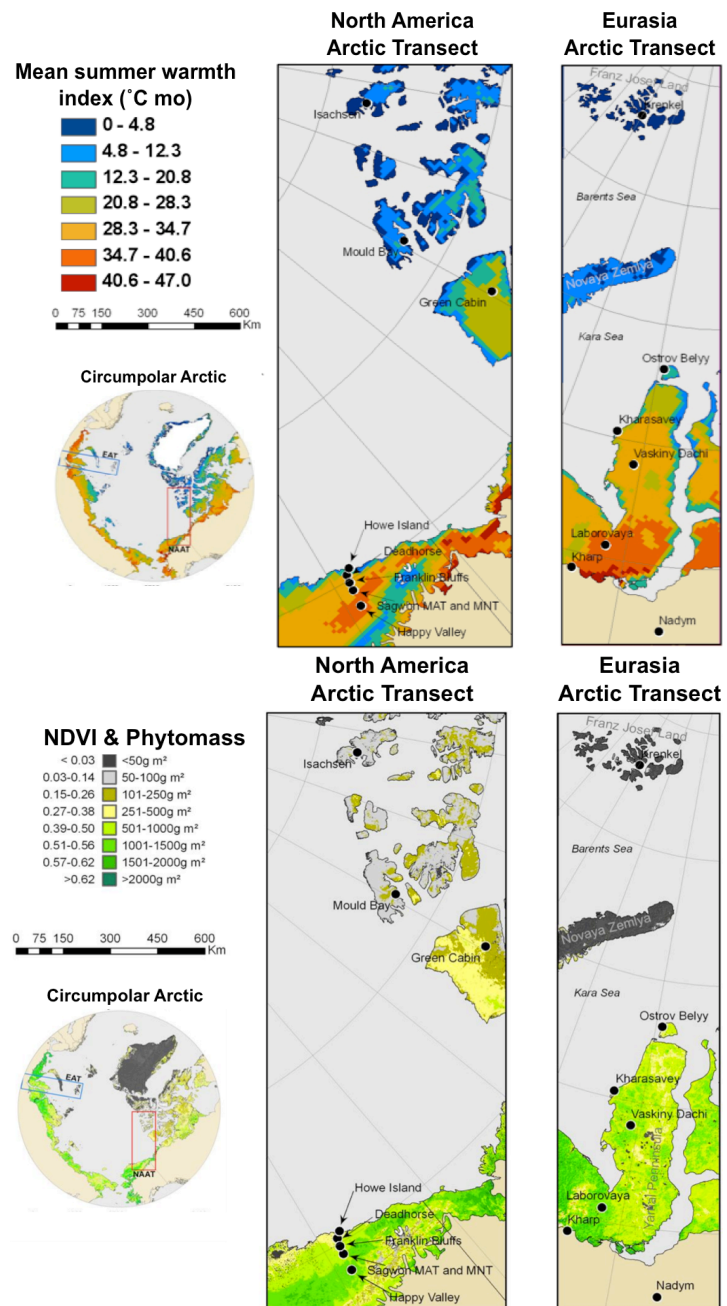 North America
Arctic Transect
Eurasia
Arctic Transect
Mean summer warmth
index (˚C mo)
0 - 4.8
4.8 - 12.3
12.3 - 20.8
20.8 - 28.3
28.3 - 34.7
34.7 - 40.6
40.6 - 47.0
0 75 150 300 450 600
Km
Circumpolar Arctic
EAT
NAAT
Isachsen
Mould Bay
Green Cabin
Howe Island
Deadhorse
Franklin Bluffs
Sagwon MAT and MNT
Happy Valley
Franz Josef Land
Krenkel
Barents Sea
Novaya Zemlya
Kara Sea
Ostrov Belyy
Kharasavey
Vaskiny Dachi
Laborovaya
Kharp
Nadym
North America
Arctic Transect
Eurasia
Arctic Transect
NDVI & Phytomass
< 0.03 <50g m²
0.03-0.14 50-100g m²
0.15-0.26 101-250g m²
0.27-0.38 251-500g m²
0.39-0.50 501-1000g m²
0.51-0.56 1001-1500g m²
0.57-0.62 1501-2000g m²
>0.62 >2000g m²
0 75 150 300 450 600
Km
Circumpolar Arctic
EAT
NAAT
Isachsen
Mould Bay
Green Cabin
Howe Island
Deadhorse
Franklin Bluffs
Sagwon MAT and MNT
Happy Valley
Franz Josef Land
Krenkel
Barents Sea
Novaya Zemlya
Kara Sea
Ostrov Belyy
Kharasavey
Vaskiny Dachi
Yamal Peninsula
Laborovaya
Kharp
Nadym